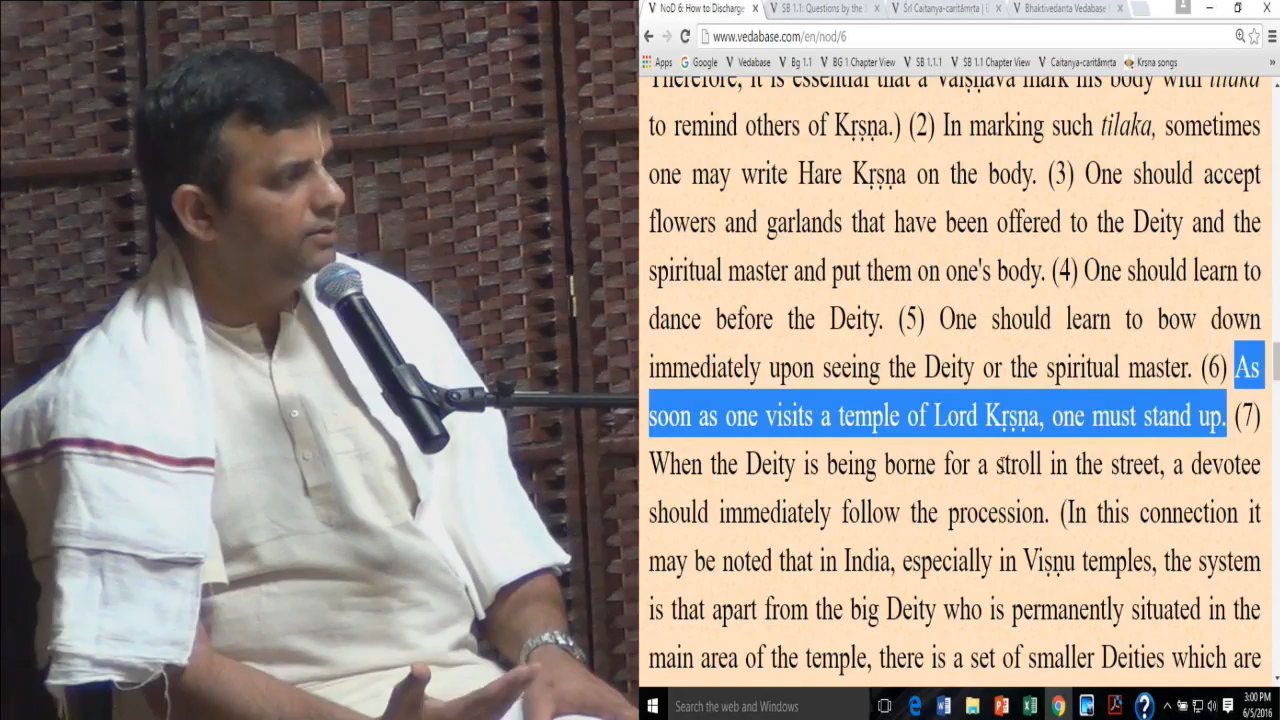 NoD 6: How to Discharge
SB 1.1: Questions by the
Śrī Caitanya-caritāmṛta |
Bhaktivedanta Vedabase
www.vedabase.com/en/nod/6
Apps Google Vedabase Bg 1.1 BG 1 Chapter View SB 1.1.1 SB 1.1 Chapter View Caitanya-caritāmṛta Krsna songs »
Therefore, it is essential that a Vaiṣṇava mark his body with tilaka
to remind others of Kṛṣṇa.) (2) In marking such tilaka, sometimes
one may write Hare Kṛṣṇa on the body. (3) One should accept
flowers and garlands that have been offered to the Deity and the
spiritual master and put them on one's body. (4) One should learn to
dance before the Deity. (5) One should learn to bow down
immediately upon seeing the Deity or the spiritual master. (6) As
soon as one visits a temple of Lord Kṛṣṇa, one must stand up. (7)
When the Deity is being borne for a stroll in the street, a devotee
should immediately follow the procession. (In this connection it
may be noted that in India, especially in Viṣṇu temples, the system
is that apart from the big Deity who is permanently situated in the
main area of the temple, there is a set of smaller Deities which are
Search the web and Windows
3:00 PM
6/5/2016